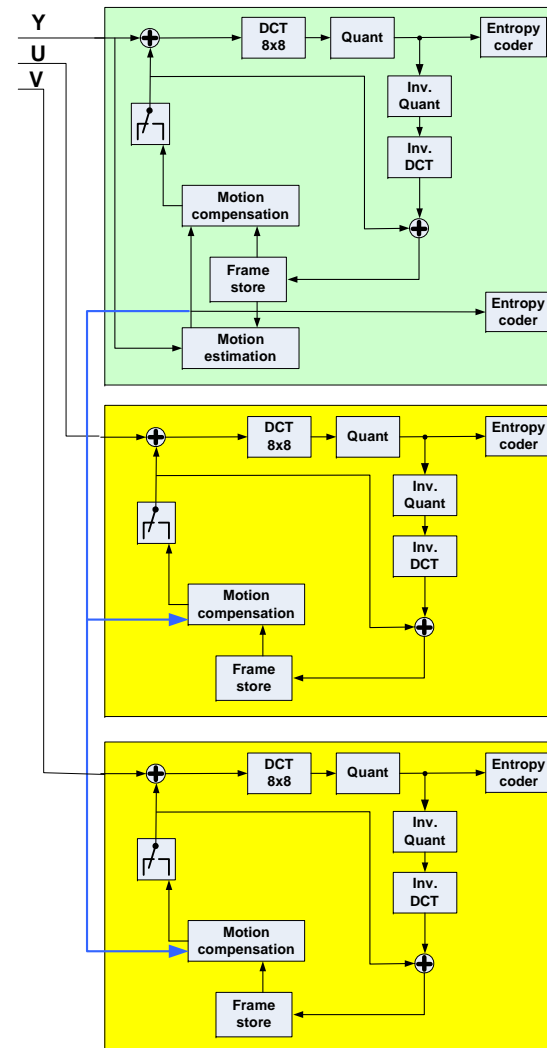 Y
U
V
DCT
8x8
Quant
Entropy
coder
Inv.
Quant
Inv.
DCT
Motion
compensation
Frame
store
Entropy
coder
Motion
estimation
DCT
8x8
Quant
Entropy
coder
Inv.
Quant
Inv.
DCT
Motion
compensation
Frame
store
DCT
8x8
Quant
Entropy
coder
Inv.
Quant
Inv.
DCT
Motion
compensation
Frame
store